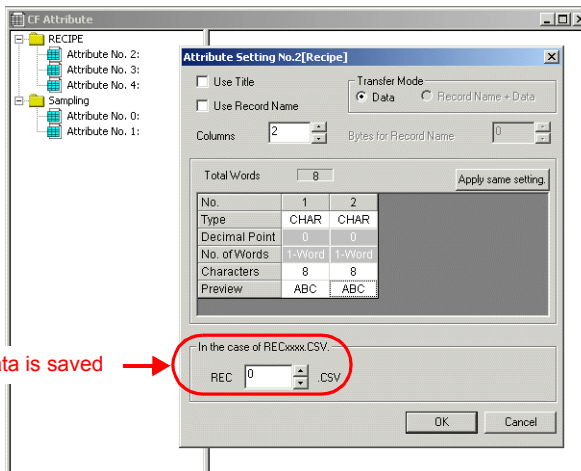 CF Attribute
RECIPE
Attribute No. 2:
Attribute No. 3:
Attribute No. 4:
Sampling
Attribute No. 0:
Attribute No. 1:
Attribute Setting No.2[Recipe]
Use Title
Use Record Name
Transfer Mode
Data Record Name + Data
Columns 2 Bytes for Record Name 0
Total Words 8 Apply same setting.
No. 1 2
Type CHAR CHAR
Decimal Point 0 0
No. of Words 1-Word 1-Word
Characters 8 8
Preview ABC ABC
In the case of RECxxxx.CSV.
REC 0 .CSV
ata is saved
OK Cancel